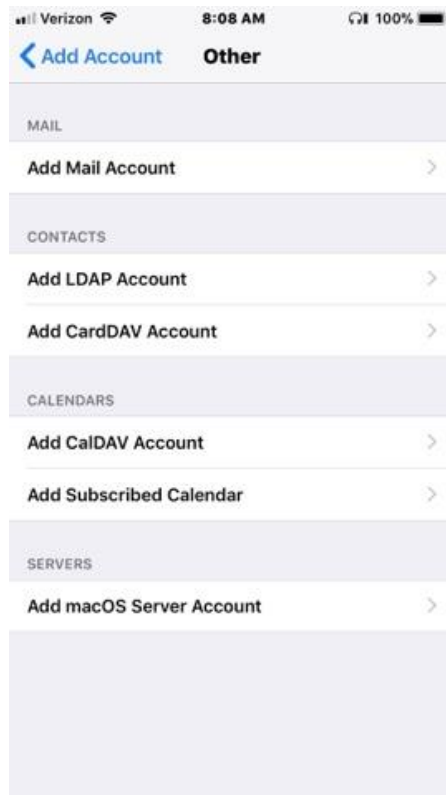 Verizon 8:08 AM 100%
Add Account Other
MAIL
Add Mail Account
CONTACTS
Add LDAP Account
Add CardDAV Account
CALENDARS
Add CalDAV Account
Add Subscribed Calendar
SERVERS
Add macOS Server Account